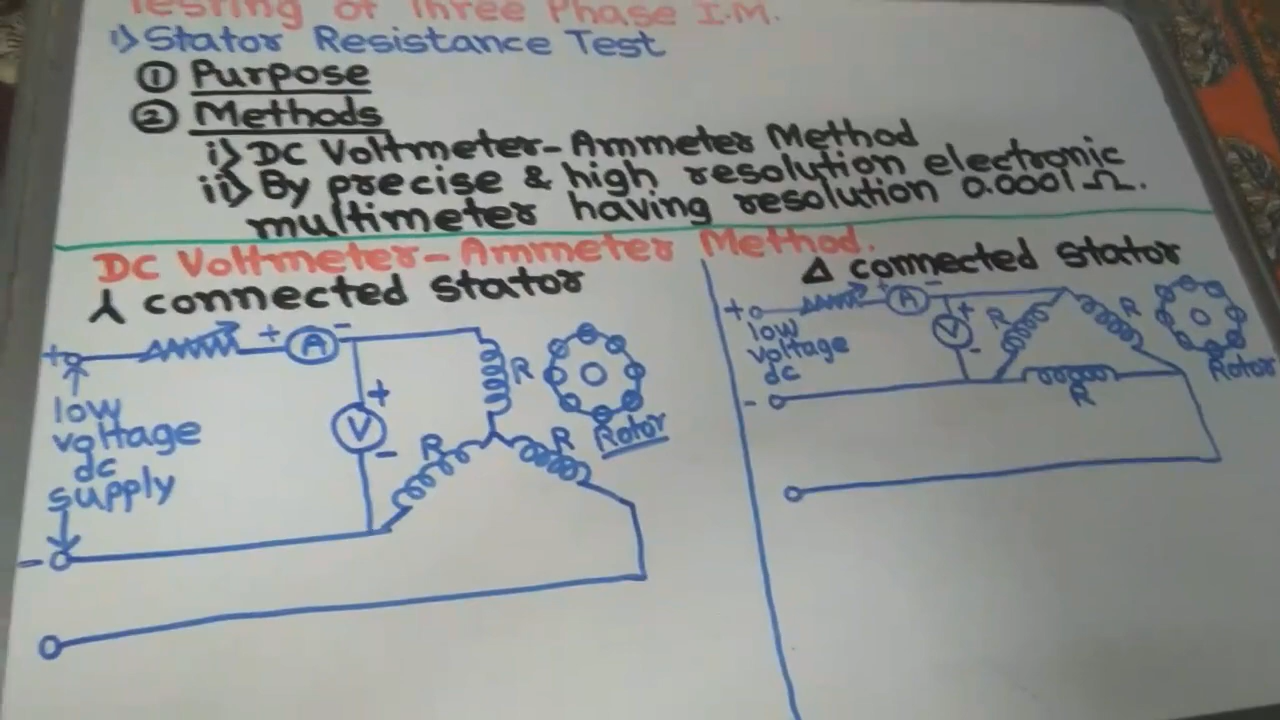 Testing of Three Phase I.M.
i) Stator Resistance Test
① Purpose
② Methods
i) DC Voltmeter-Ammeter Method
ii) By precise & high resolution electronic
multimeter having resolution 0.0001 Ω.
DC Voltmeter-Ammeter Method.
⅄ connected stator
+
+
A
-
R
low
voltage
dc
supply
+
V
-
R
R
Rotor
-
Δ connected stator
+
+
A
-
low
voltage
dc
+
V
-
R
R
R
Rotor
-